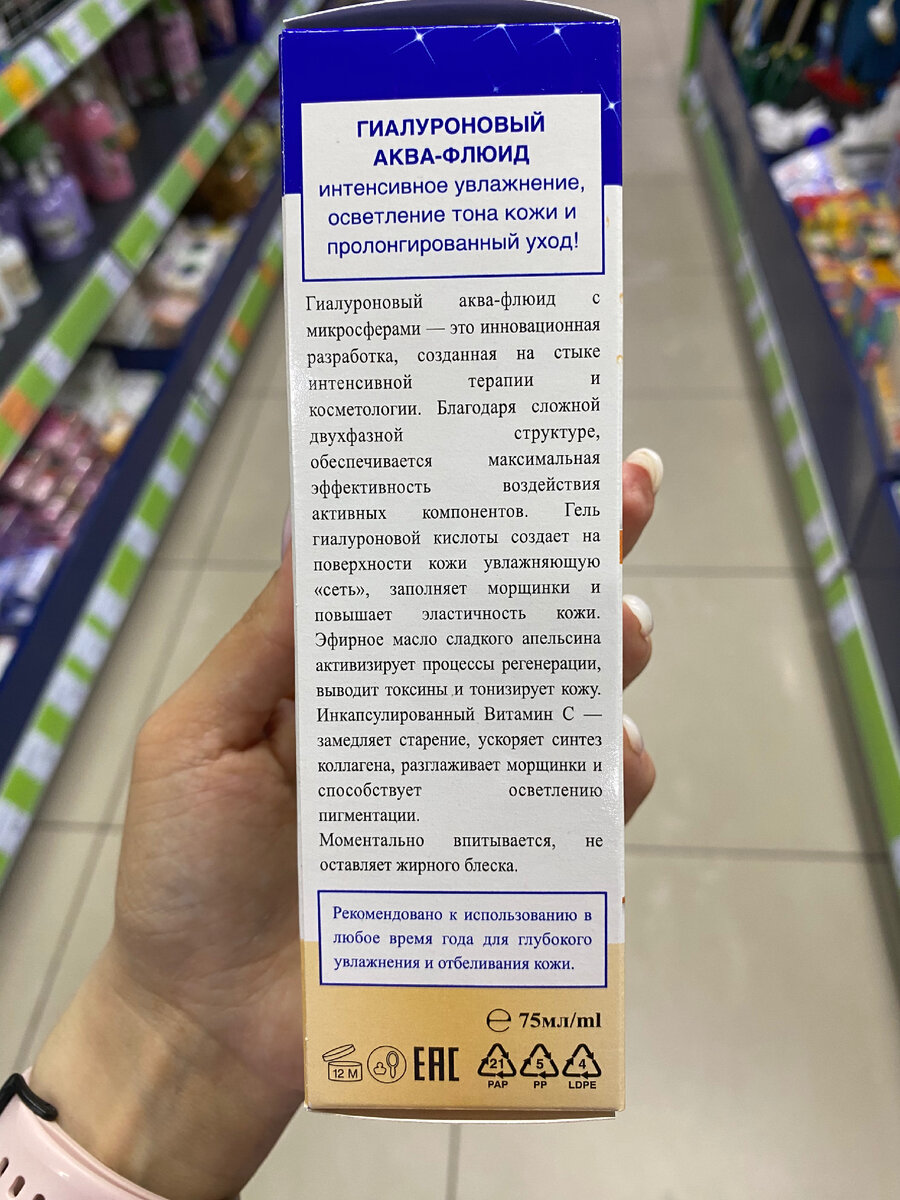 ГИАЛУРОНОВЫЙ
АКВА-ФЛЮИД
интенсивное увлажнение,
осветление тона кожи и
пролонгированный уход!
Гиалуроновый аква-флюид с
микросферами — это инновационная
разработка, созданная на стыке
интенсивной терапии и
косметологии. Благодаря сложной
двухфазной структуре,
обеспечивается максимальная
эффективность воздействия
активных компонентов. Гель
гиалуроновой кислоты создает на
поверхности кожи увлажняющую
«сеть», заполняет морщинки и
повышает эластичность кожи.
Эфирное масло сладкого апельсина
активизирует процессы регенерации,
выводит токсины и тонизирует кожу.
Инкапсулированный Витамин С —
замедляет старение, ускоряет синтез
коллагена, разглаживает морщинки и
способствует осветлению
пигментации.
Моментально впитывается, не
оставляет жирного блеска.
Рекомендовано к использованию в
любое время года для глубокого
увлажнения и отбеливания кожи.
℮ 75мл/ml
12 M EAC 21 5 4
PAP PP LDPE